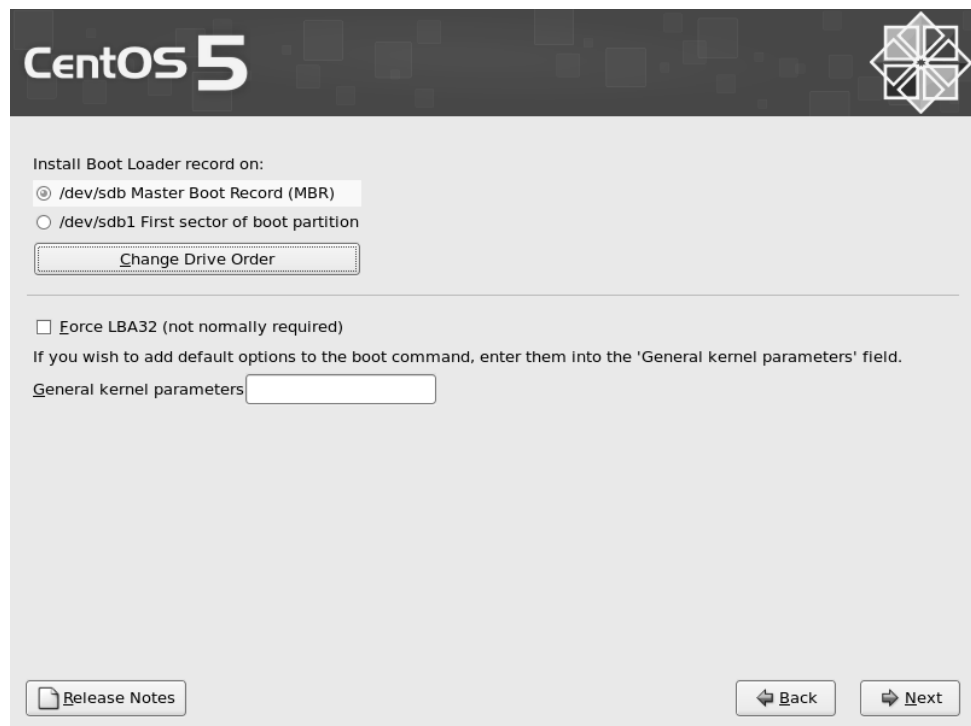 CentOS 5
Install Boot Loader record on:
/dev/sdb Master Boot Record (MBR)
/dev/sdb1 First sector of boot partition
Change Drive Order
Force LBA32 (not normally required)
If you wish to add default options to the boot command, enter them into the 'General kernel parameters' field.
General kernel parameters
Release Notes
Back
Next